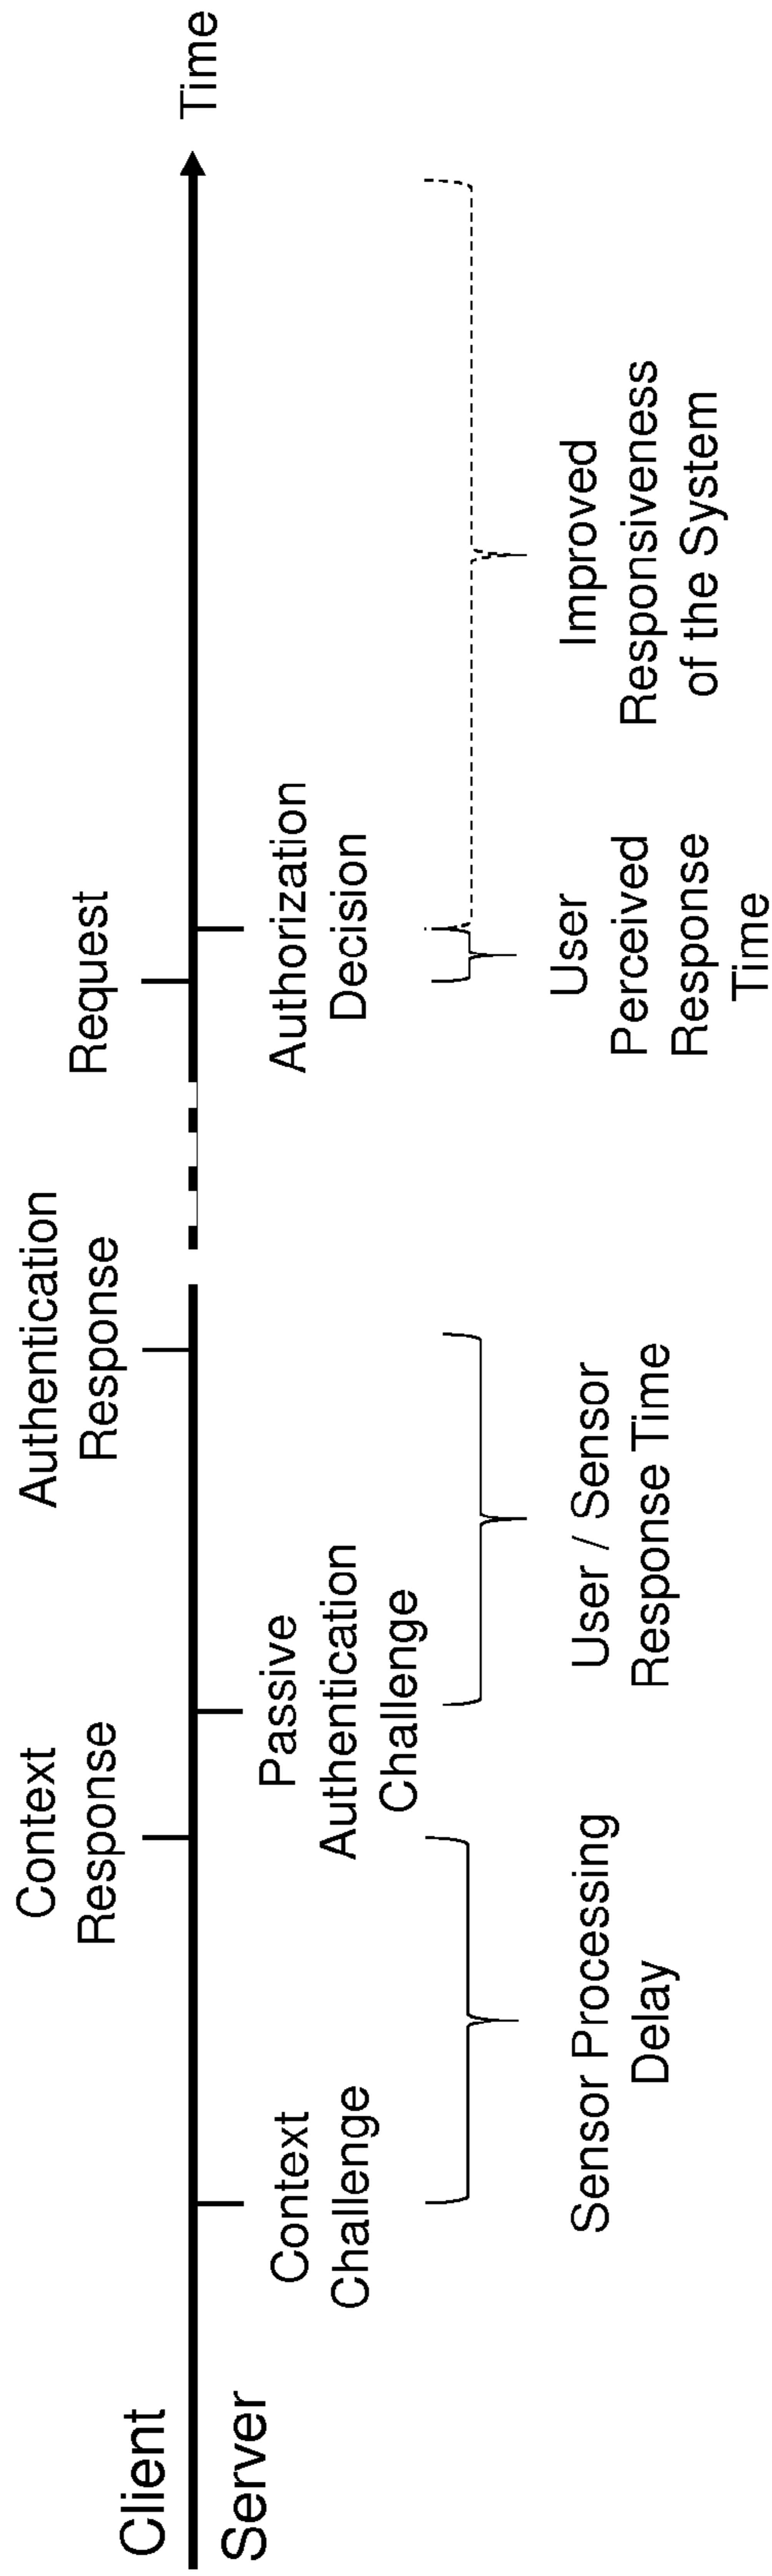 Client
Server
Context
Response
Authentication
Response
Request
Time
Context
Challenge
Passive
Authentication
Challenge
Authorization
Decision
Sensor Processing
Delay
User / Sensor
Response Time
User
Perceived
Response
Time
Improved
Responsiveness
of the System